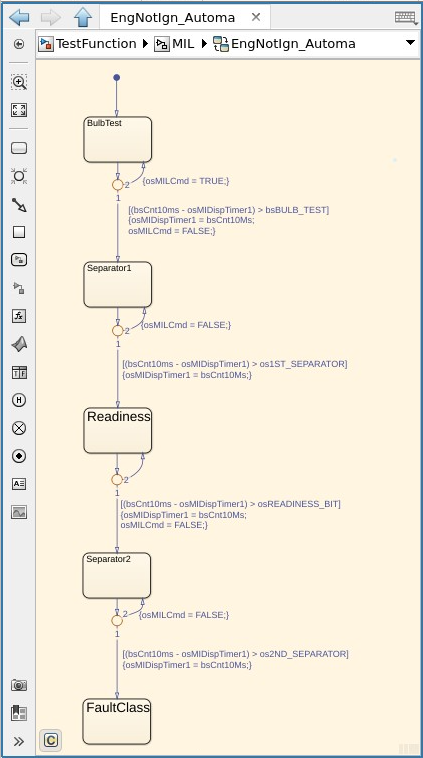 EngNotIgn_Automa
TestFunction MIL EngNotIgn_Automa
BulbTest
2 {osMILCmd = TRUE;}
1
[(bsCnt10ms - osMIDispTimer1) > bsBULB_TEST]
{osMIDispTimer1 = bsCnt10Ms;
osMILCmd = FALSE;}
Separator1
2 {osMILCmd = FALSE;}
1
[(bsCnt10ms - osMIDispTimer1) > os1ST_SEPARATOR]
{osMIDispTimer1 = bsCnt10Ms;}
Readiness
2
1
[(bsCnt10ms - osMIDispTimer1) > osREADINESS_BIT]
{osMIDispTimer1 = bsCnt10Ms;
osMILCmd = FALSE;}
Separator2
2 {osMILCmd = FALSE;}
1
[(bsCnt10ms - osMIDispTimer1) > os2ND_SEPARATOR]
{osMIDispTimer1 = bsCnt10Ms;}
FaultClass
C